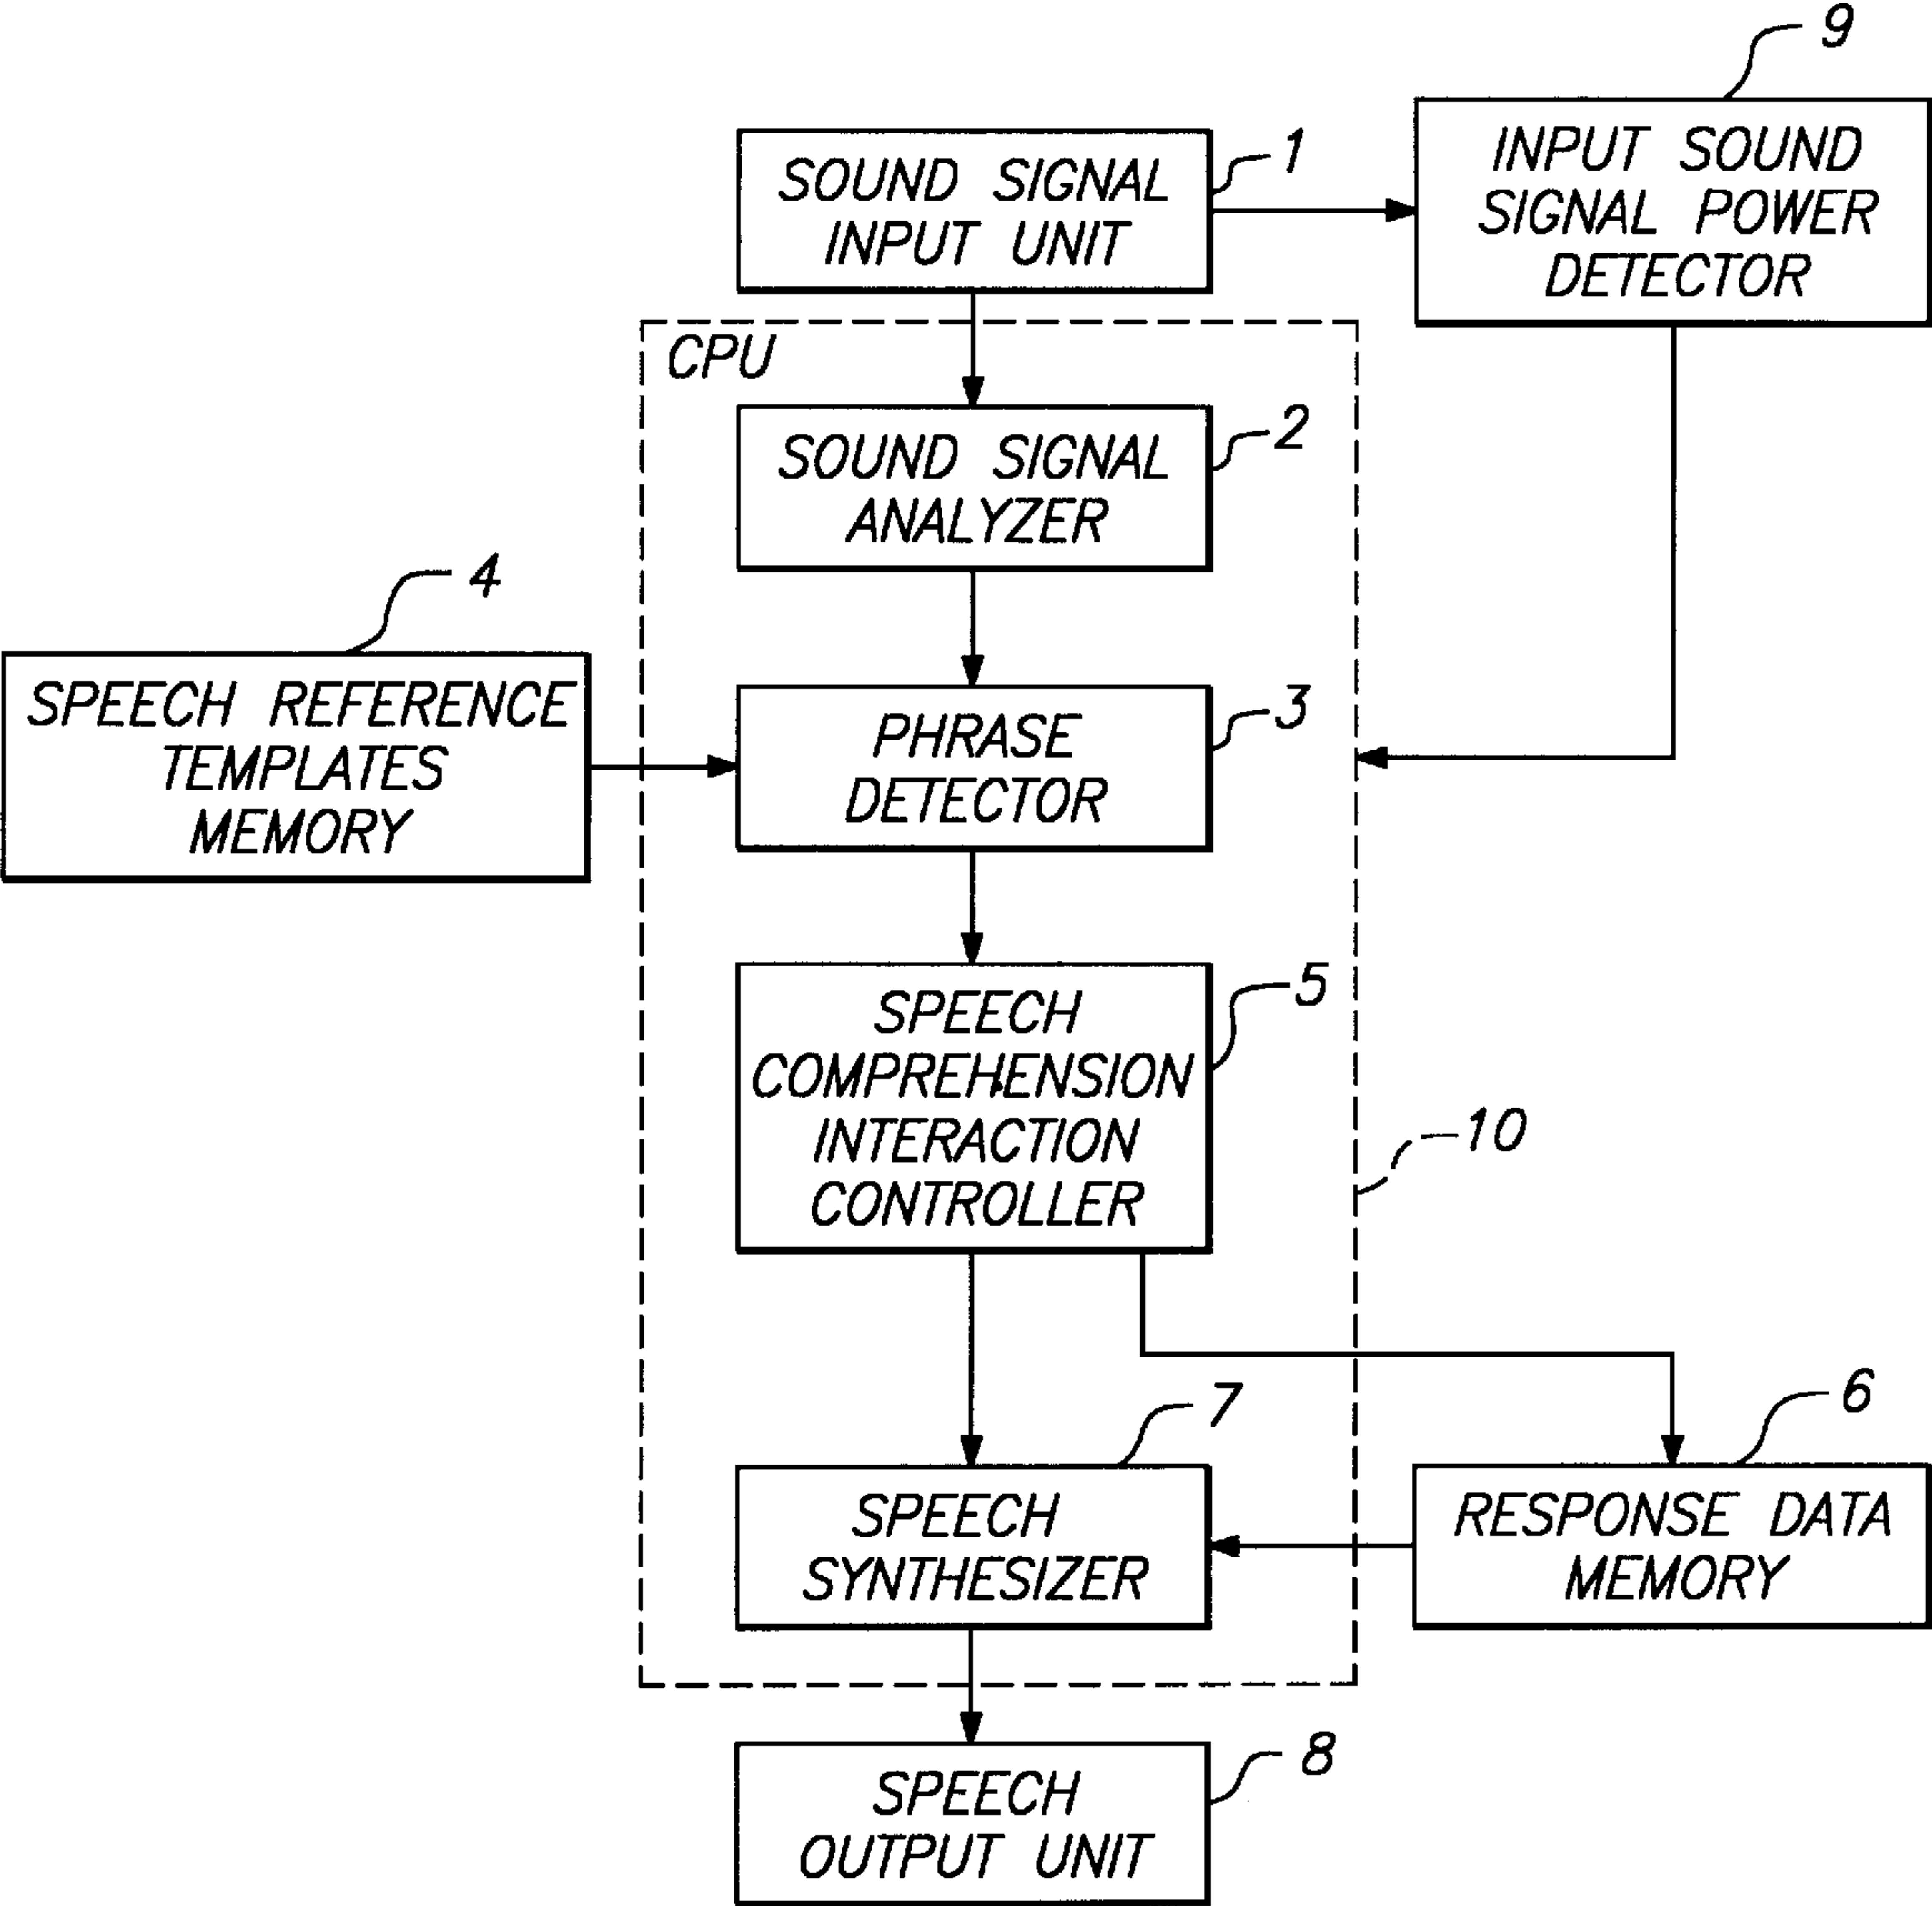 9
INPUT SOUND
SIGNAL POWER
DETECTOR
1
SOUND SIGNAL
INPUT UNIT
CPU
2
SOUND SIGNAL
ANALYZER
4
SPEECH REFERENCE
TEMPLATES
MEMORY
3
PHRASE
DETECTOR
5
SPEECH
COMPREHENSION
INTERACTION
CONTROLLER
10
7
SPEECH
SYNTHESIZER
6
RESPONSE DATA
MEMORY
8
SPEECH
OUTPUT UNIT